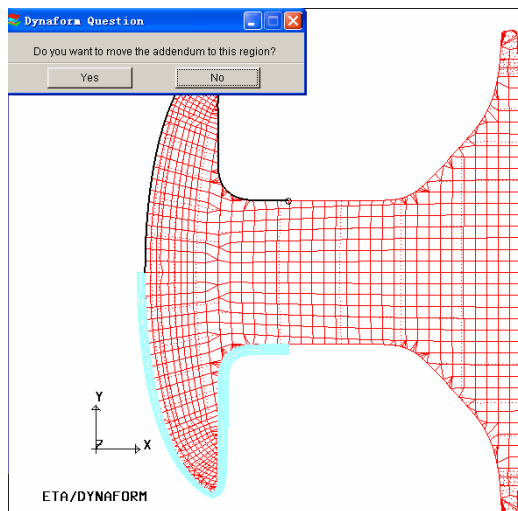 Dynaform Question
Do you want to move the addendum to this region?
Yes No
Y
Z X
ETA/DYNAFORM